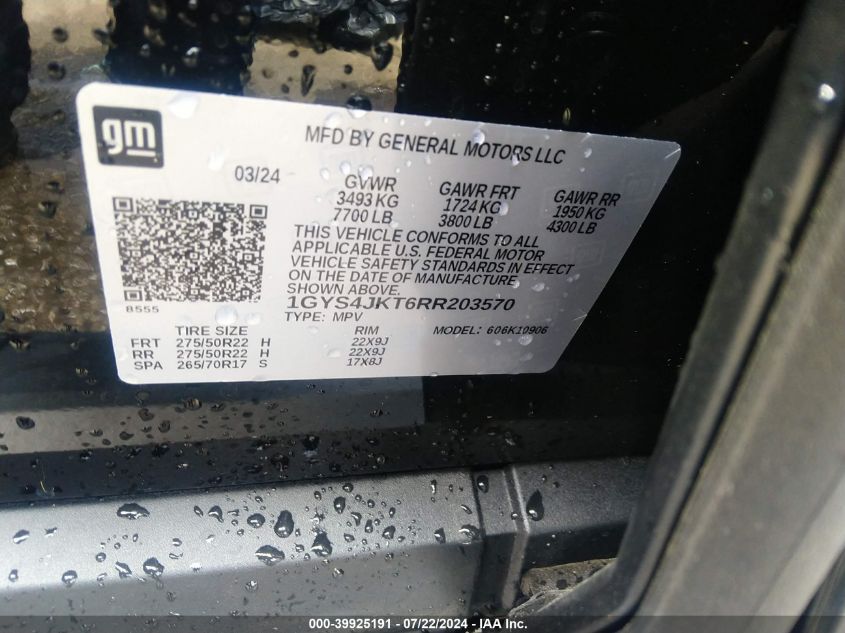 gm
MFD BY GENERAL MOTORS LLC
03/24
GVWR GAWR FRT GAWR RR
3493 KG 1724 KG 1950 KG
7700 LB 3800 LB 4300 LB
THIS VEHICLE CONFORMS TO ALL
APPLICABLE U.S. FEDERAL MOTOR
VEHICLE SAFETY STANDARDS IN EFFECT
ON THE DATE OF MANUFACTURE
SHOWN ABOVE.
8555
1GYS4JKT6RR203570
TYPE: MPV MODEL: 606K10906
TIRE SIZE RIM
FRT 275/50R22 H 22X9J
RR 275/50R22 H 22X9J
SPA 265/70R17 S 17X8J
000-39925191 - 07/22/2024 - IAA Inc.